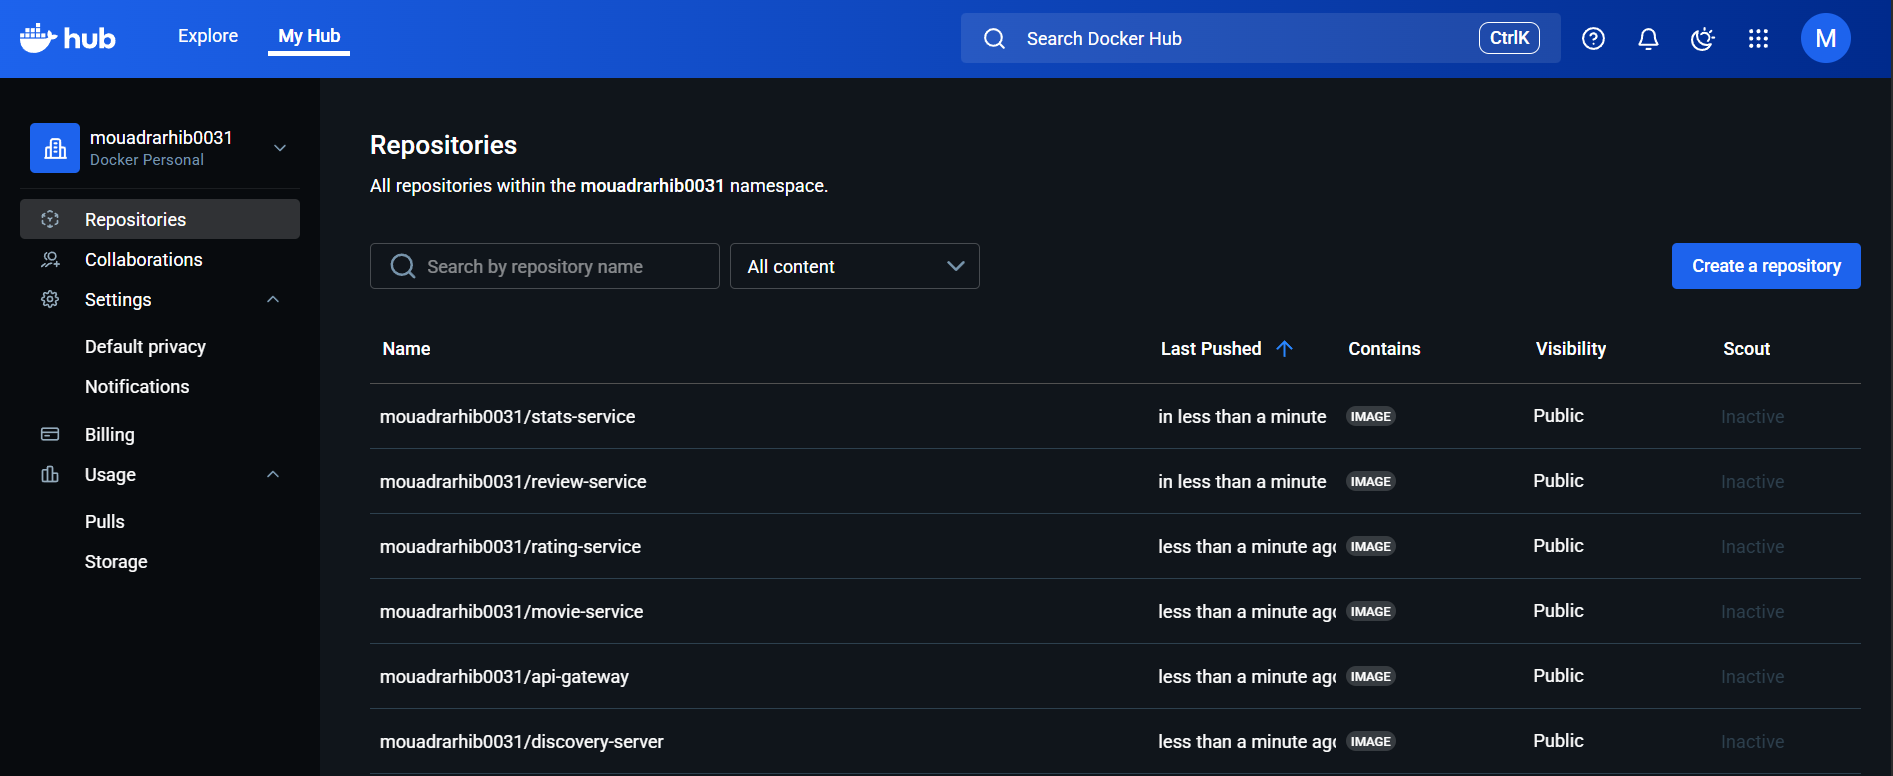 hub
Explore
My Hub
Search Docker Hub
CtrlK
M
mouadrarhib0031
Docker Personal
Repositories
Collaborations
Settings
Default privacy
Notifications
Billing
Usage
Pulls
Storage
Repositories
All repositories within the mouadrarhib0031 namespace.
Search by repository name
All content
Create a repository
Name Last Pushed Contains Visibility Scout
mouadrarhib0031/stats-service in less than a minute IMAGE Public Inactive
mouadrarhib0031/review-service in less than a minute IMAGE Public Inactive
mouadrarhib0031/rating-service less than a minute ago IMAGE Public Inactive
mouadrarhib0031/movie-service less than a minute ago IMAGE Public Inactive
mouadrarhib0031/api-gateway less than a minute ago IMAGE Public Inactive
mouadrarhib0031/discovery-server less than a minute ago IMAGE Public Inactive